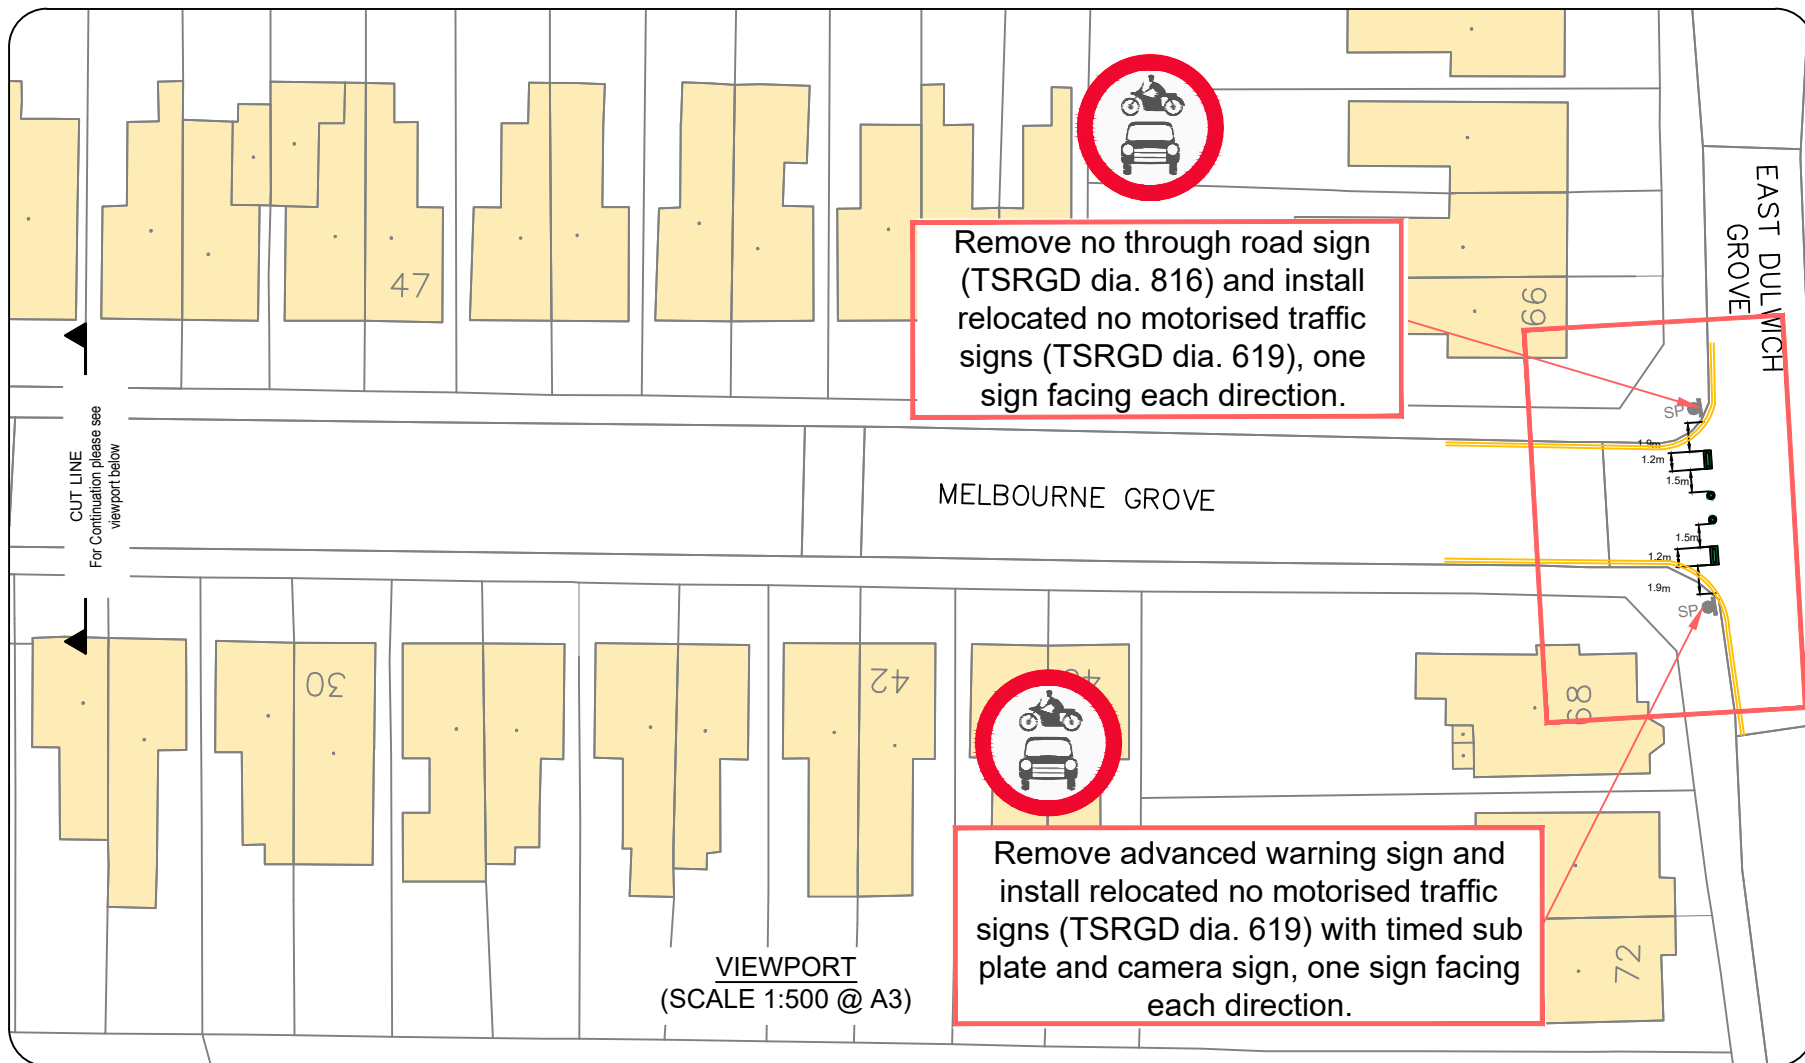 EAST DULWICH
GROVE
47
66
Remove no through road sign
(TSRGD dia. 816) and install
relocated no motorised traffic
signs (TSRGD dia. 619), one
sign facing each direction.
CUT LINE
For Continuation please see
viewport below
SP
1.9m
1.2m
1.5m
MELBOURNE GROVE
1.5m
1.2m
1.9m
SP
30
42
68
Remove advanced warning sign and
install relocated no motorised traffic
signs (TSRGD dia. 619) with timed sub
plate and camera sign, one sign facing
each direction.
72
VIEWPORT
(SCALE 1:500 @ A3)